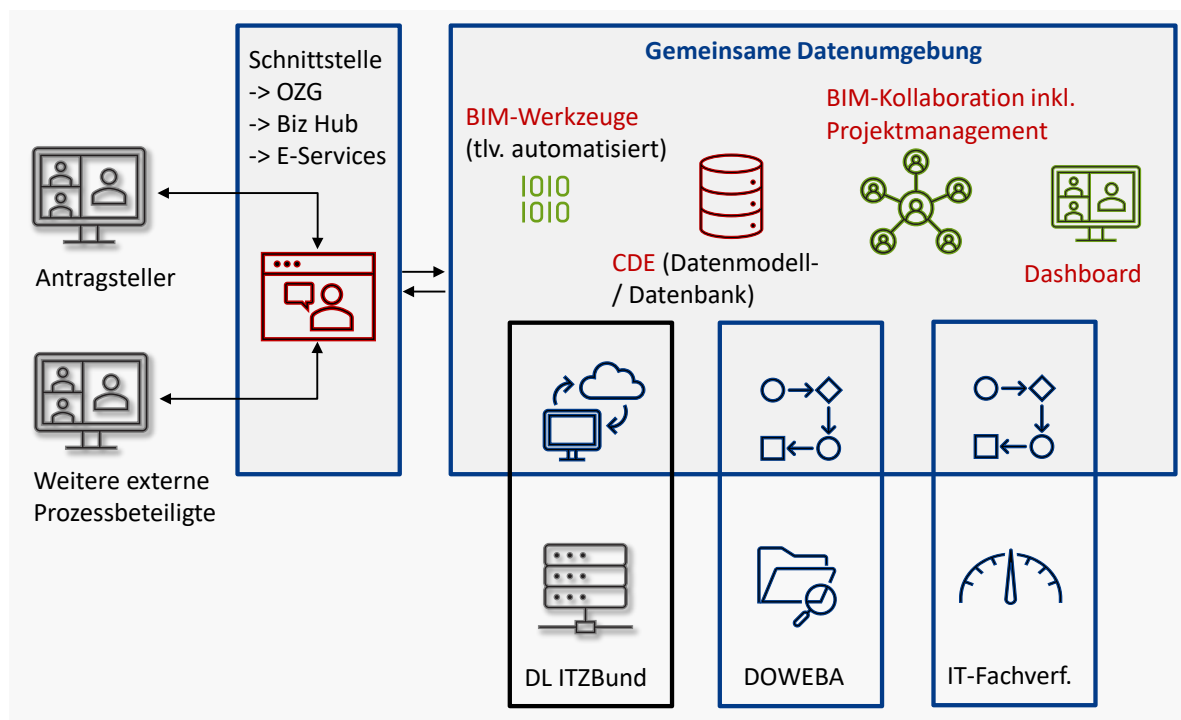 Schnittstelle
-> OZG
-> Biz Hub
-> E-Services
Antragsteller
Weitere externe
Prozessbeteiligte
Gemeinsame Datenumgebung
BIM-Werkzeuge
(tlv. automatisiert)
1010
1010
CDE (Datenmodell-
/ Datenbank)
BIM-Kollaboration inkl.
Projektmanagement
Dashboard
DL ITZBund
DOWEBA
IT-Fachverf.